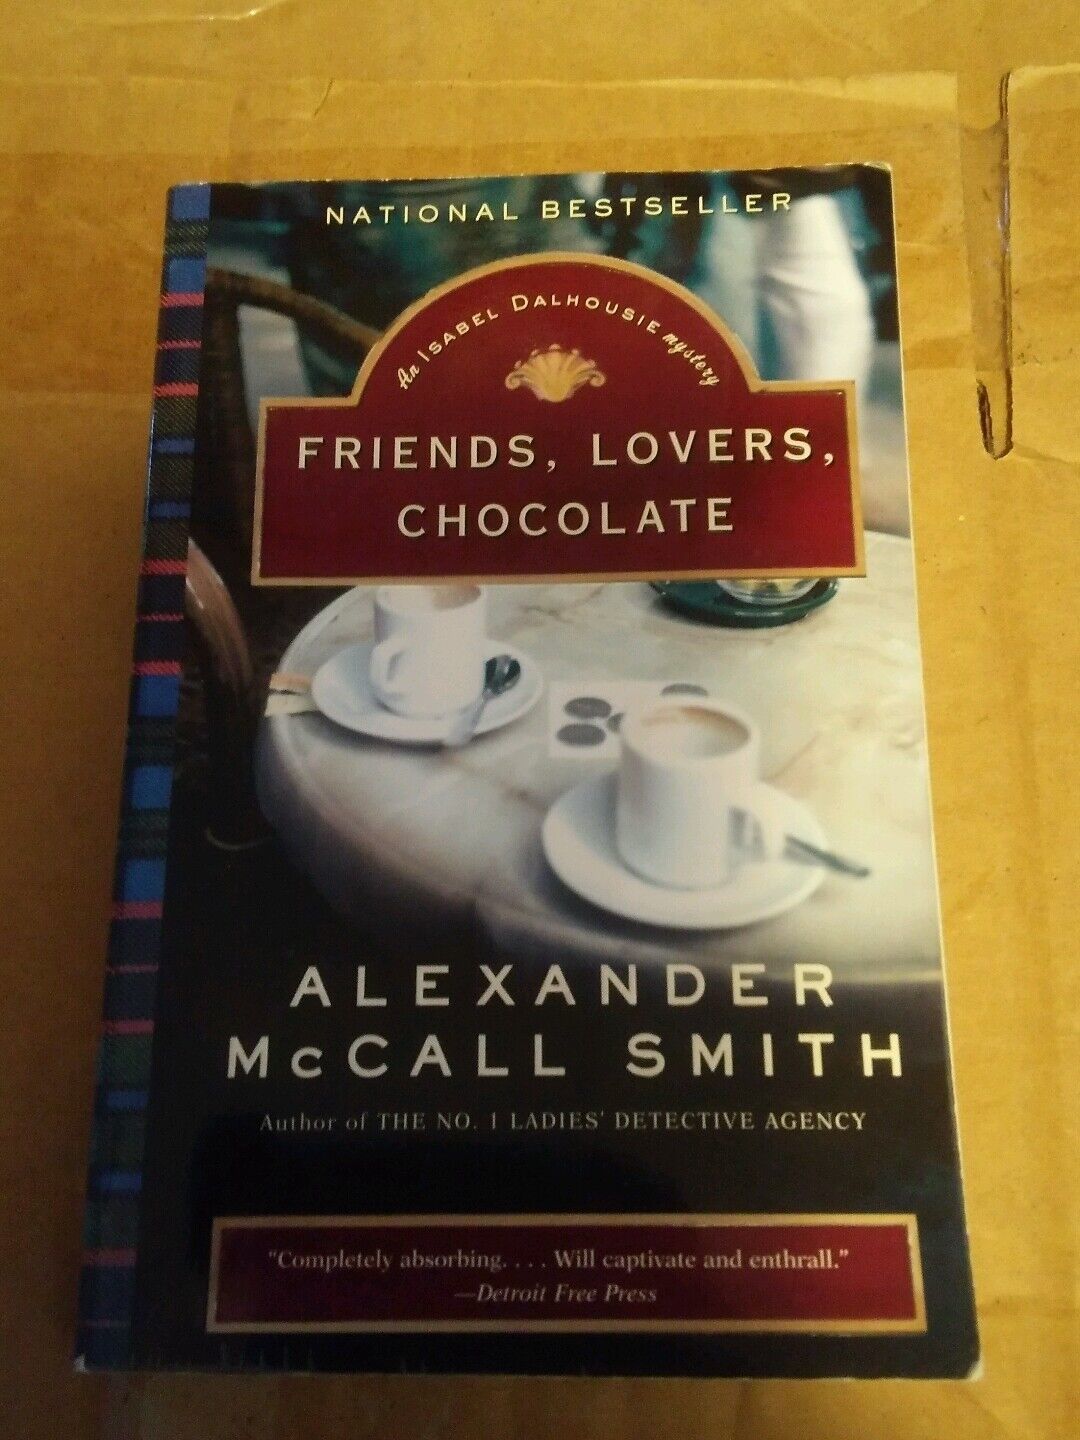 NATIONAL BESTSELLER
An ISABEL DALHOUSIE mystery
FRIENDS, LOVERS,
CHOCOLATE
ALEXANDER
McCALL SMITH
Author of THE NO. 1 LADIES' DETECTIVE AGENCY
"Completely absorbing. . . . Will captivate and enthrall."
—Detroit Free Press